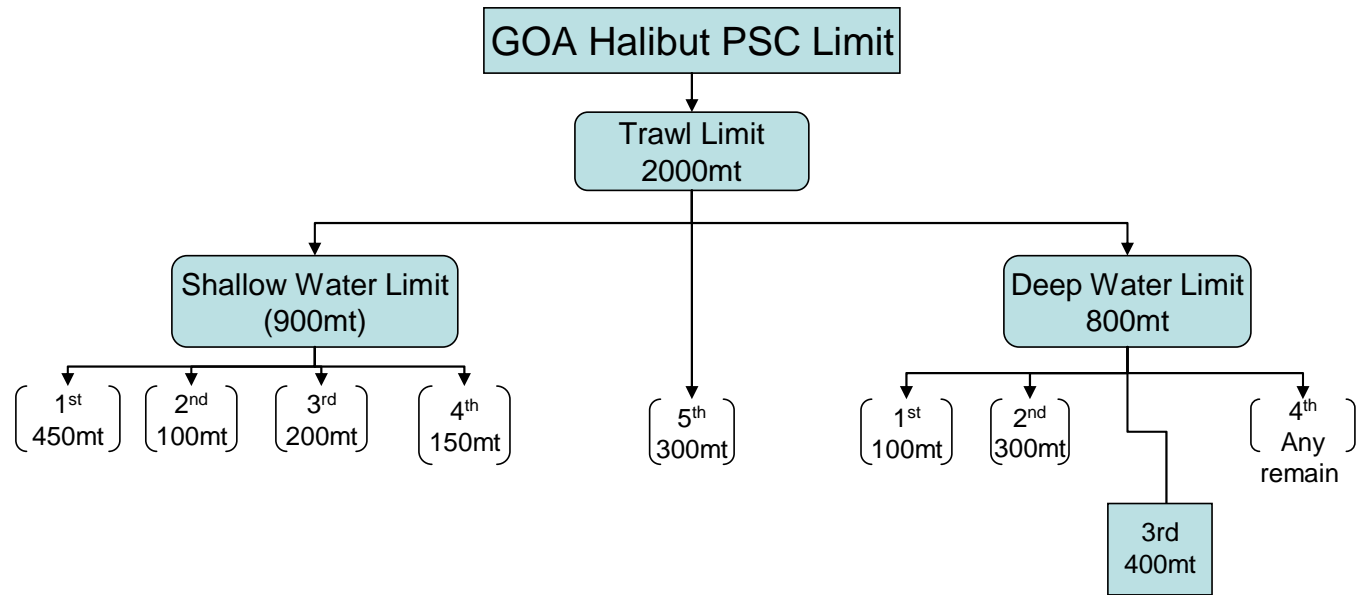 GOA Halibut PSC Limit
Trawl Limit
2000mt
Shallow Water Limit
(900mt)
Deep Water Limit
800mt
1st
450mt
2nd
100mt
3rd
200mt
4th
150mt
5th
300mt
1st
100mt
2nd
300mt
4th
Any
remain
3rd
400mt